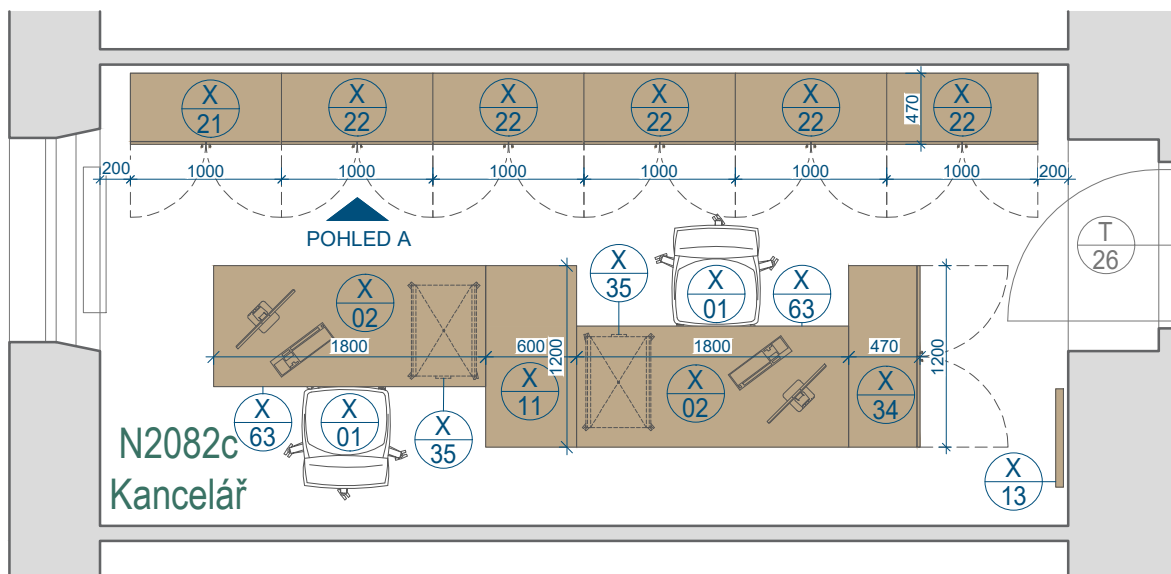 X X X X X X
21 22 22 22 22 22
470
200 1000 1000 1000 1000 1000 1000 200
POHLED A
T
26
X
35
X
01
X
63
X
02
1800 600 1200 1800 470 1200
X
11
X
02
X
34
X
63
X
01
X
35
N2082c
Kancelář
X
13